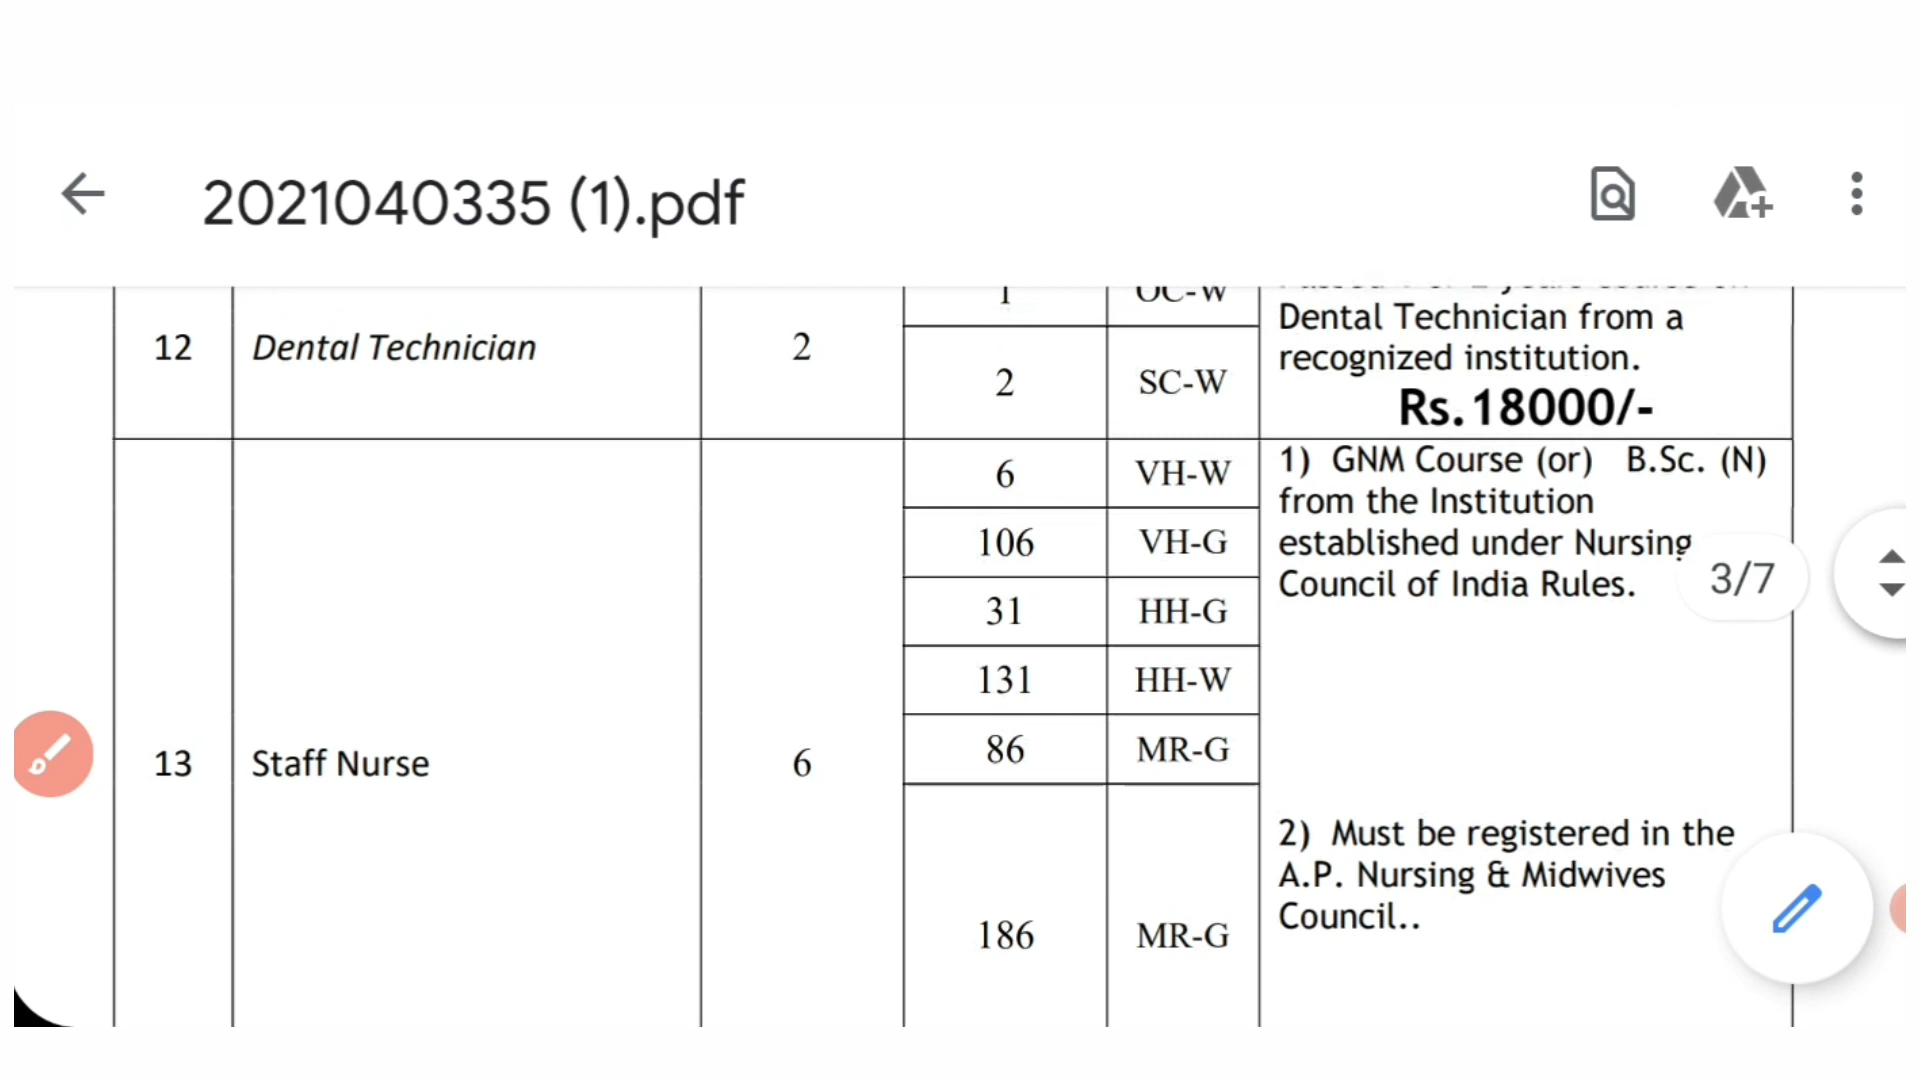 2021040335 (1).pdf
1 OC-W
12 Dental Technician 2
Dental Technician from a
recognized institution.
2 SC-W
Rs.18000/-
13 Staff Nurse 6
6 VH-W
106 VH-G
31 HH-G
131 HH-W
86 MR-G
186 MR-G
1) GNM Course (or) B.Sc. (N)
from the Institution
established under Nursing
Council of India Rules.
2) Must be registered in the
A.P. Nursing & Midwives
Council..
3/7